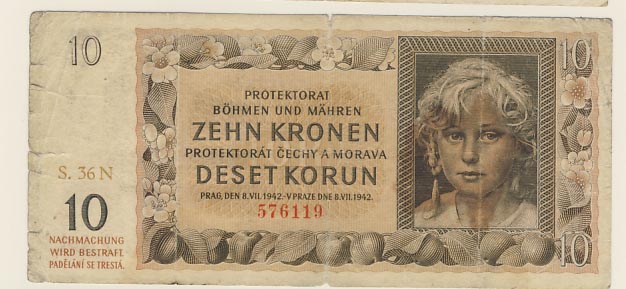 10
10
PROTEKTORAT
BÖHMEN UND MÄHREN
ZEHN KRONEN
PROTEKTORÁT ČECHY A MORAVA
DESET KORUN
PRAG, DEN 8.VII.1942.-V PRAZE DNE 8.VII.1942.
576119
S. 36 N
10
NACHMACHUNG
WIRD BESTRAFT.
PADĚLÁNÍ SE TRESTÁ.
10